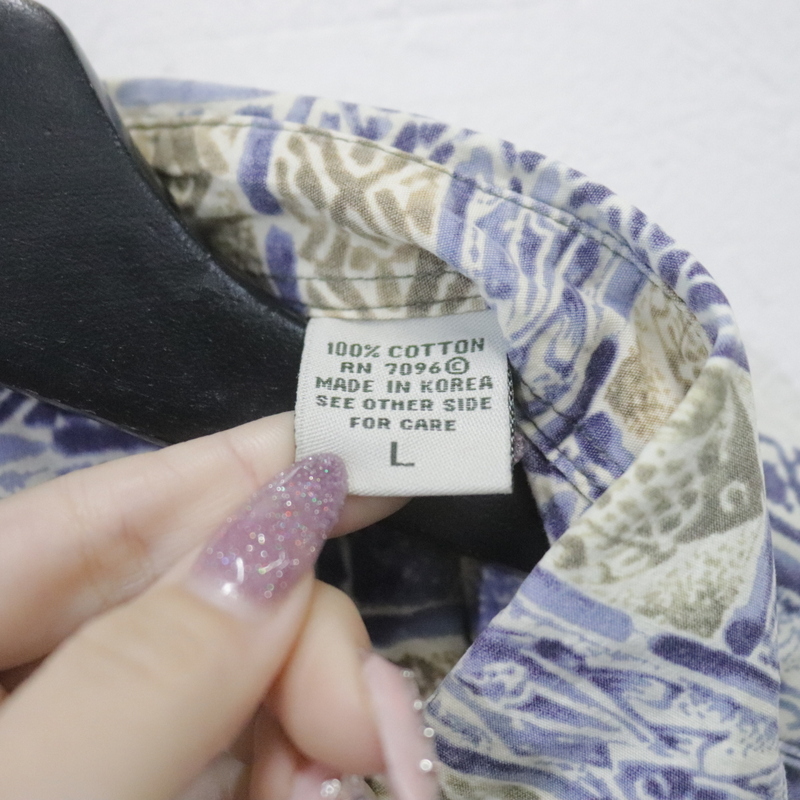 100% COTTON
RN 7096©
MADE IN KOREA
SEE OTHER SIDE
FOR CARE
L